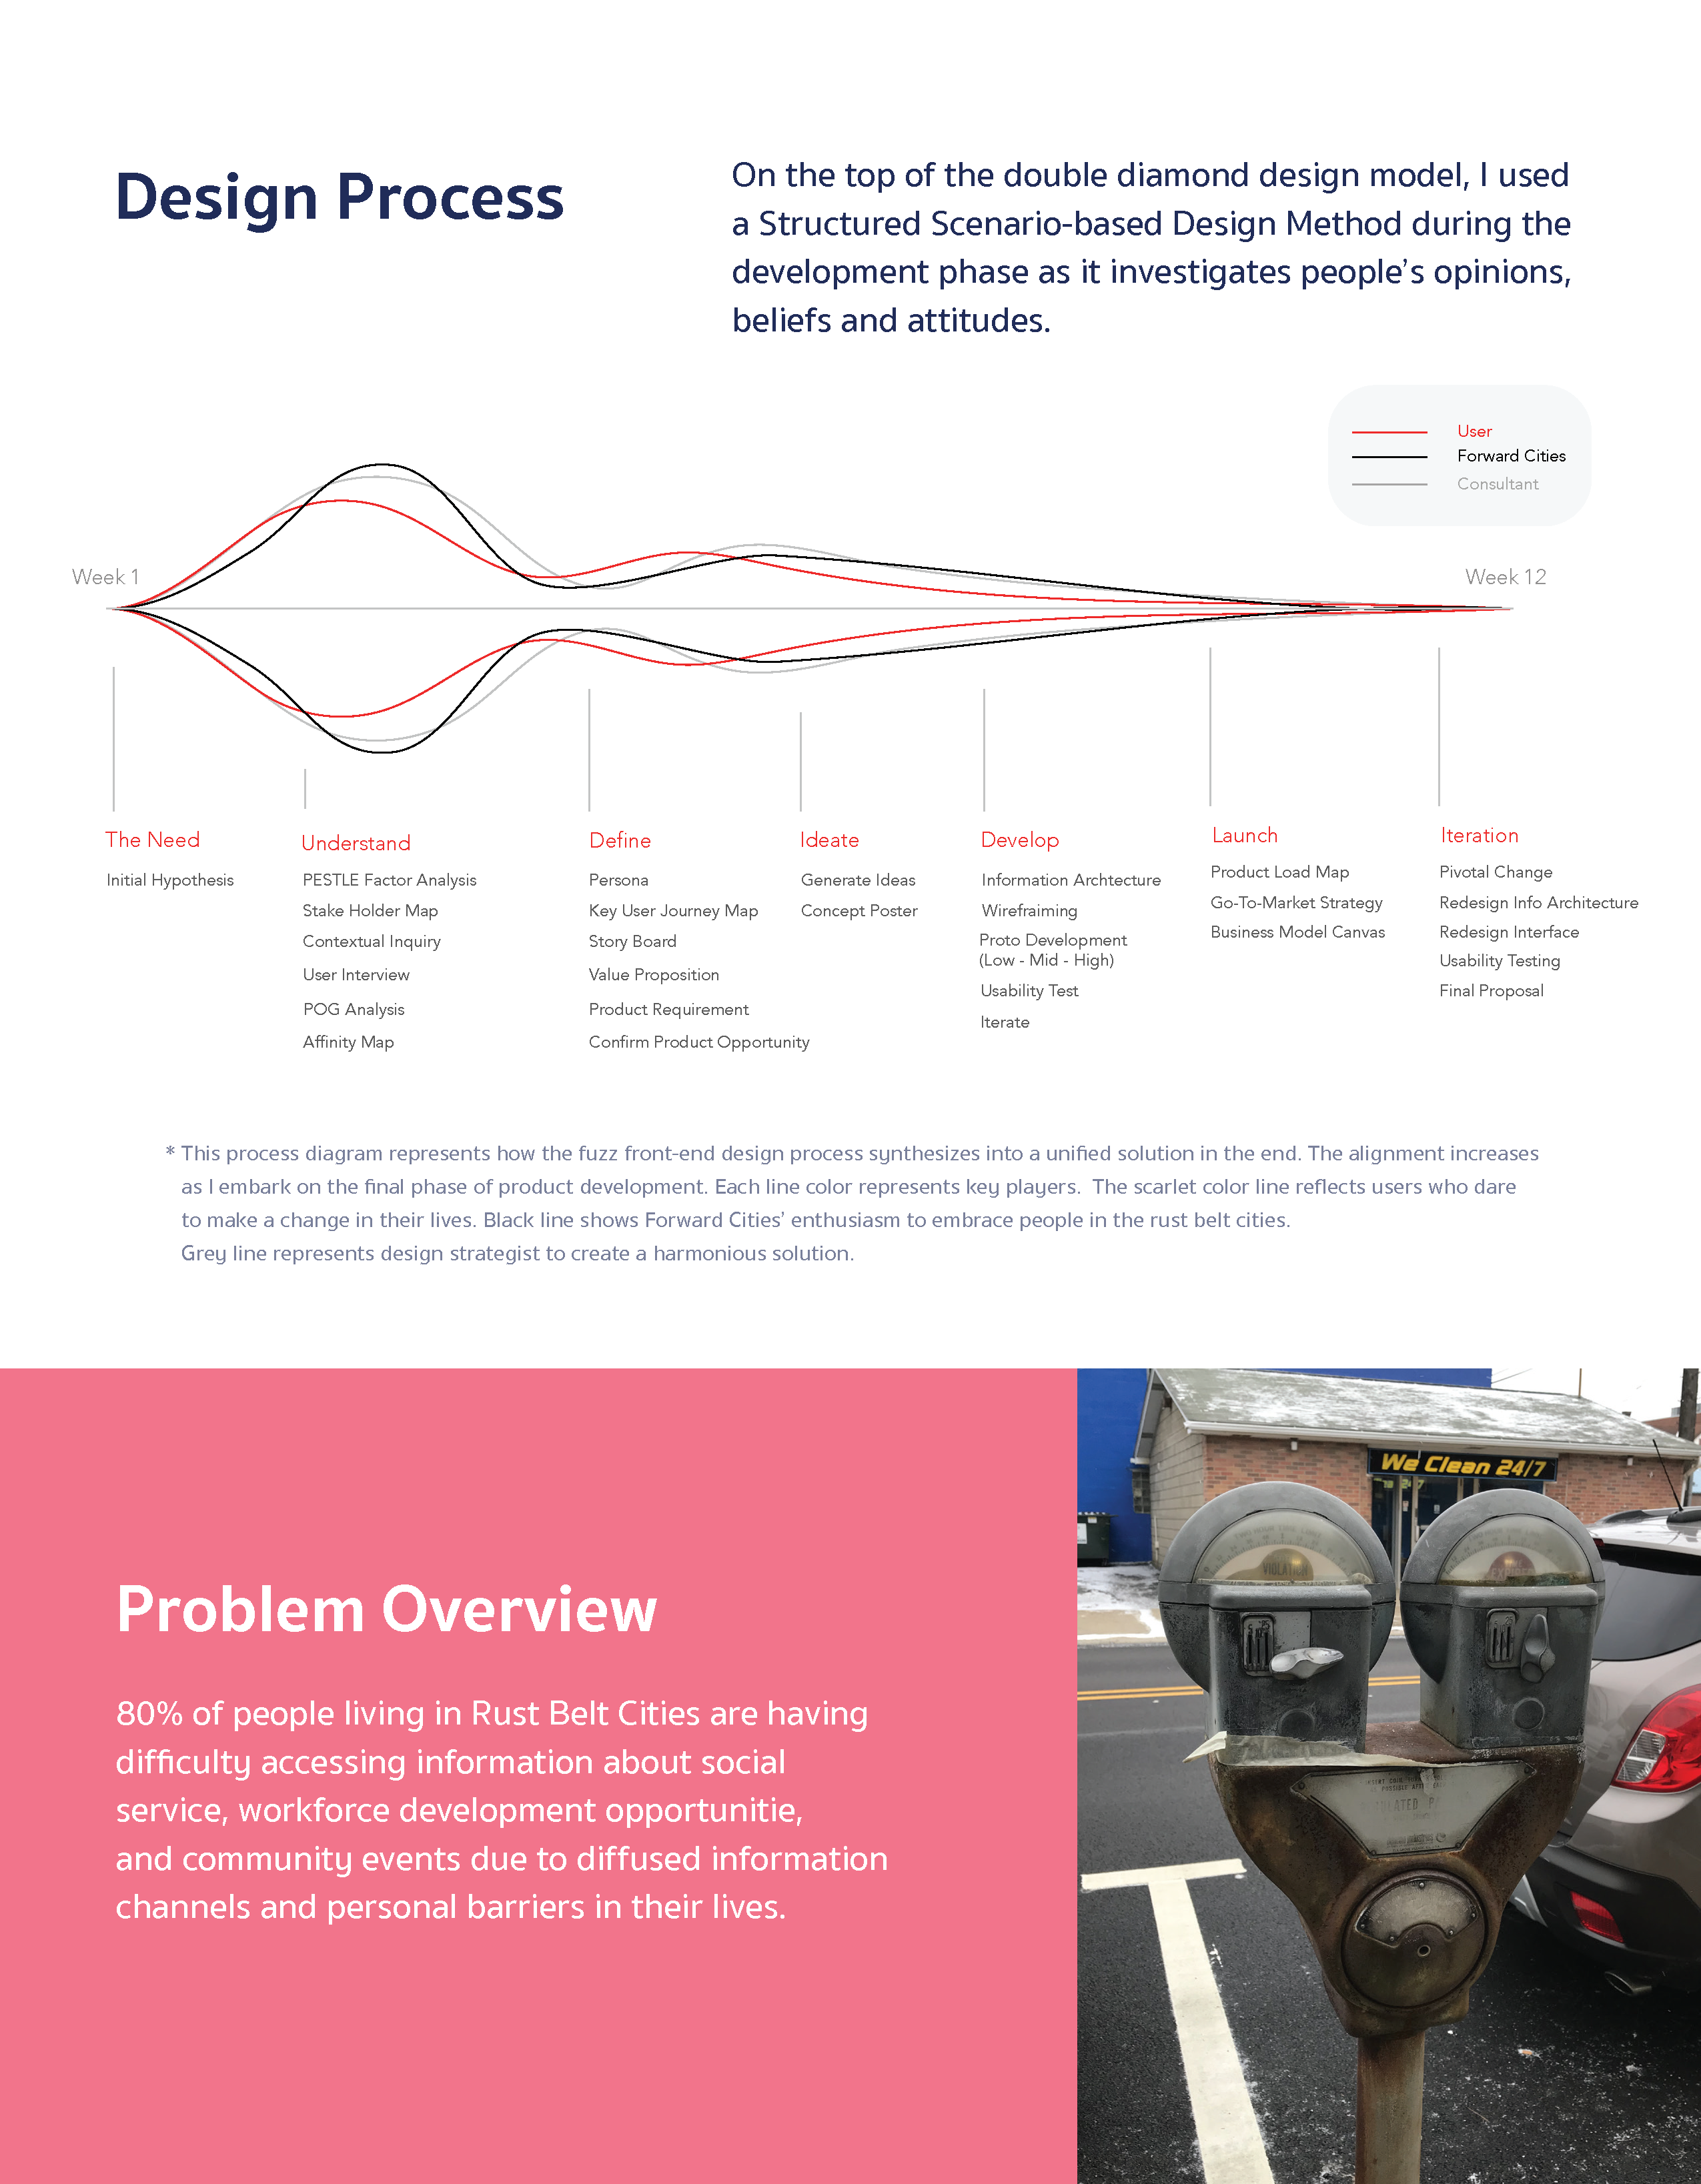 Design Process
On the top of the double diamond design model, I used
a Structured Scenario-based Design Method during the
development phase as it investigates people's opinions,
beliefs and attitudes.
User
Forward Cities
Consultant
Week 1
Week 12
The Need
Initial Hypothesis
Understand
PESTLE Factor Analysis
Stake Holder Map
Contextual Inquiry
User Interview
POG Analysis
Affinity Map
Define
Persona
Key User Journey Map
Story Board
Value Proposition
Product Requirement
Confirm Product Opportunity
Ideate
Generate Ideas
Concept Poster
Develop
Information Archtecture
Wirefraiming
Proto Development
(Low - Mid - High)
Usability Test
Iterate
Launch
Product Load Map
Go-To-Market Strategy
Business Model Canvas
Iteration
Pivotal Change
Redesign Info Architecture
Redesign Interface
Usability Testing
Final Proposal
* This process diagram represents how the fuzz front-end design process synthesizes into a unified solution in the end. The alignment increases
as I embark on the final phase of product development. Each line color represents key players. The scarlet color line reflects users who dare
to make a change in their lives. Black line shows Forward Cities' enthusiasm to embrace people in the rust belt cities.
Grey line represents design strategist to create a harmonious solution.
Problem Overview
80% of people living in Rust Belt Cities are having
difficulty accessing information about social
service, workforce development opportunitie,
and community events due to diffused information
channels and personal barriers in their lives.
We Clean 24/7
VIOLATION